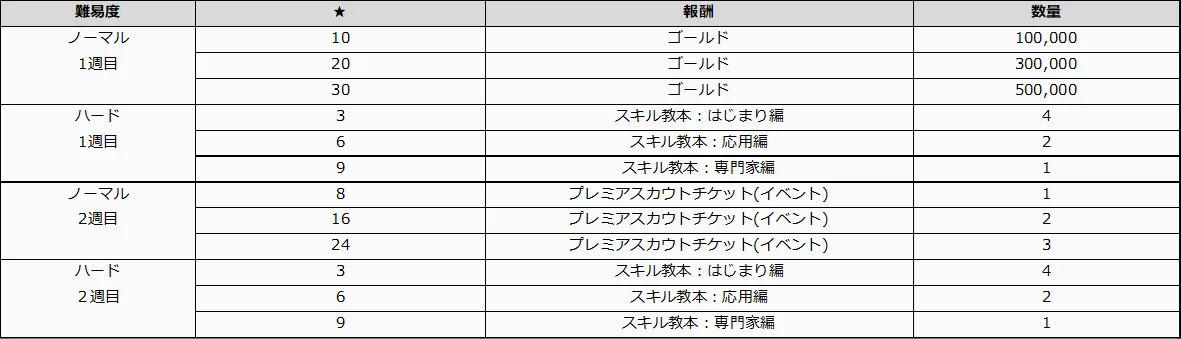 難易度 ★ 報酬 数量
ノーマル 10 ゴールド 100,000
1週目 20 ゴールド 300,000
30 ゴールド 500,000
ハード 3 スキル教本：はじまり編 4
1週目 6 スキル教本：応用編 2
9 スキル教本：専門家編 1
ノーマル 8 プレミアスカウトチケット(イベント) 1
2週目 16 プレミアスカウトチケット(イベント) 2
24 プレミアスカウトチケット(イベント) 3
ハード 3 スキル教本：はじまり編 4
２週目 6 スキル教本：応用編 2
9 スキル教本：専門家編 1